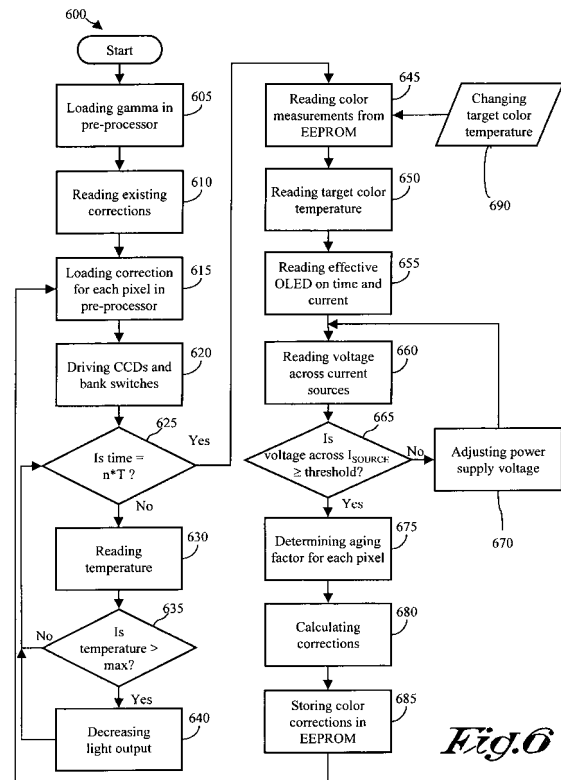 600
Start
Loading gamma in
pre-processor
605
Reading existing
corrections
610
Loading correction
for each pixel in
pre-processor
615
Driving CCDs and
bank switches
620
625
Is time =
n*T ?
Yes
No
Reading
temperature
630
635
Is
temperature >
max?
No
Yes
Decreasing
light output
640
Reading color
measurements from
EEPROM
645
Changing
target color
temperature
690
Reading target color
temperature
650
Reading effective
OLED on time and
current
655
Reading voltage
across current
sources
660
665
Is
voltage across ISOURCE
≥ threshold?
No
Yes
Adjusting power
supply voltage
670
Determining aging
factor for each pixel
675
Calculating
corrections
680
Storing color
corrections in
EEPROM
685
Fig.6